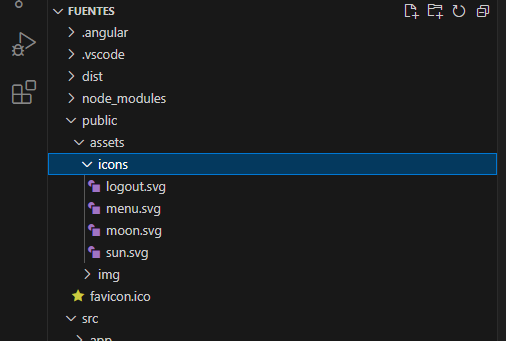 FUENTES
.angular
.vscode
dist
node_modules
public
assets
icons
logout.svg
menu.svg
moon.svg
sun.svg
img
favicon.ico
src
app